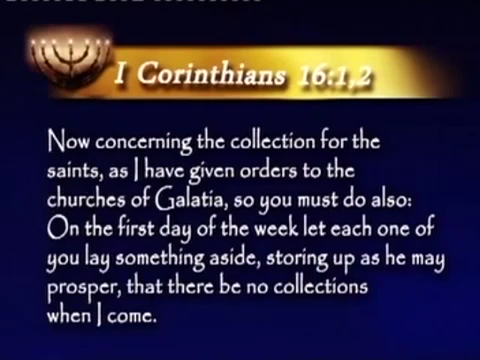 I Corinthians 16:1,2
Now concerning the collection for the
saints, as I have given orders to the
churches of Galatia, so you must do also:
On the first day of the week let each one of
you lay something aside, storing up as he may
prosper, that there be no collections
when I come.